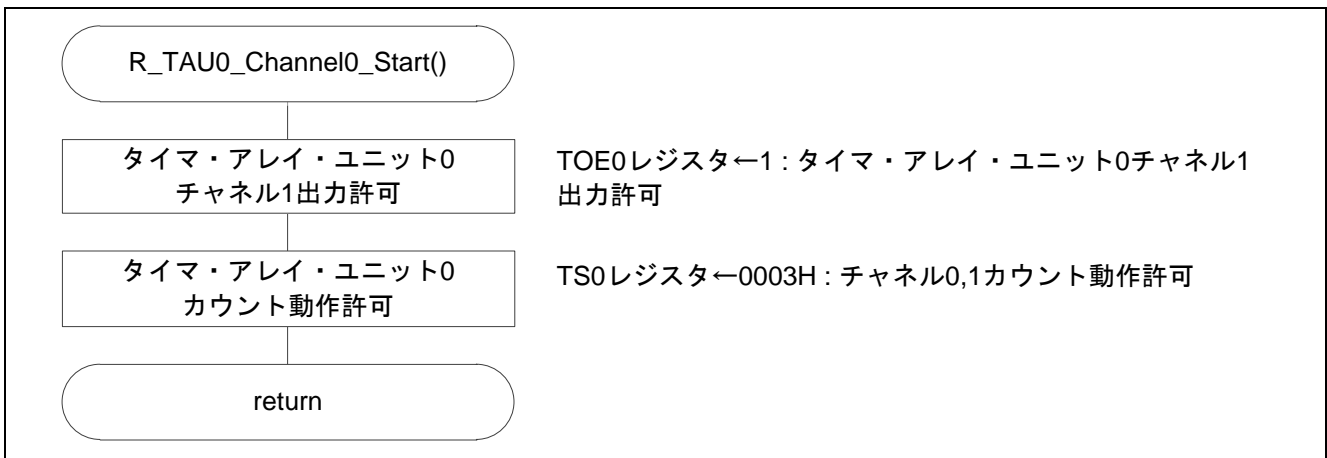 R_TAU0_Channel0_Start()
タイマ・アレイ・ユニット0
チャネル1出力許可
TOE0レジスタ←1 : タイマ・アレイ・ユニット0チャネル1
出力許可
タイマ・アレイ・ユニット0
カウント動作許可
TS0レジスタ←0003H : チャネル0,1カウント動作許可
return